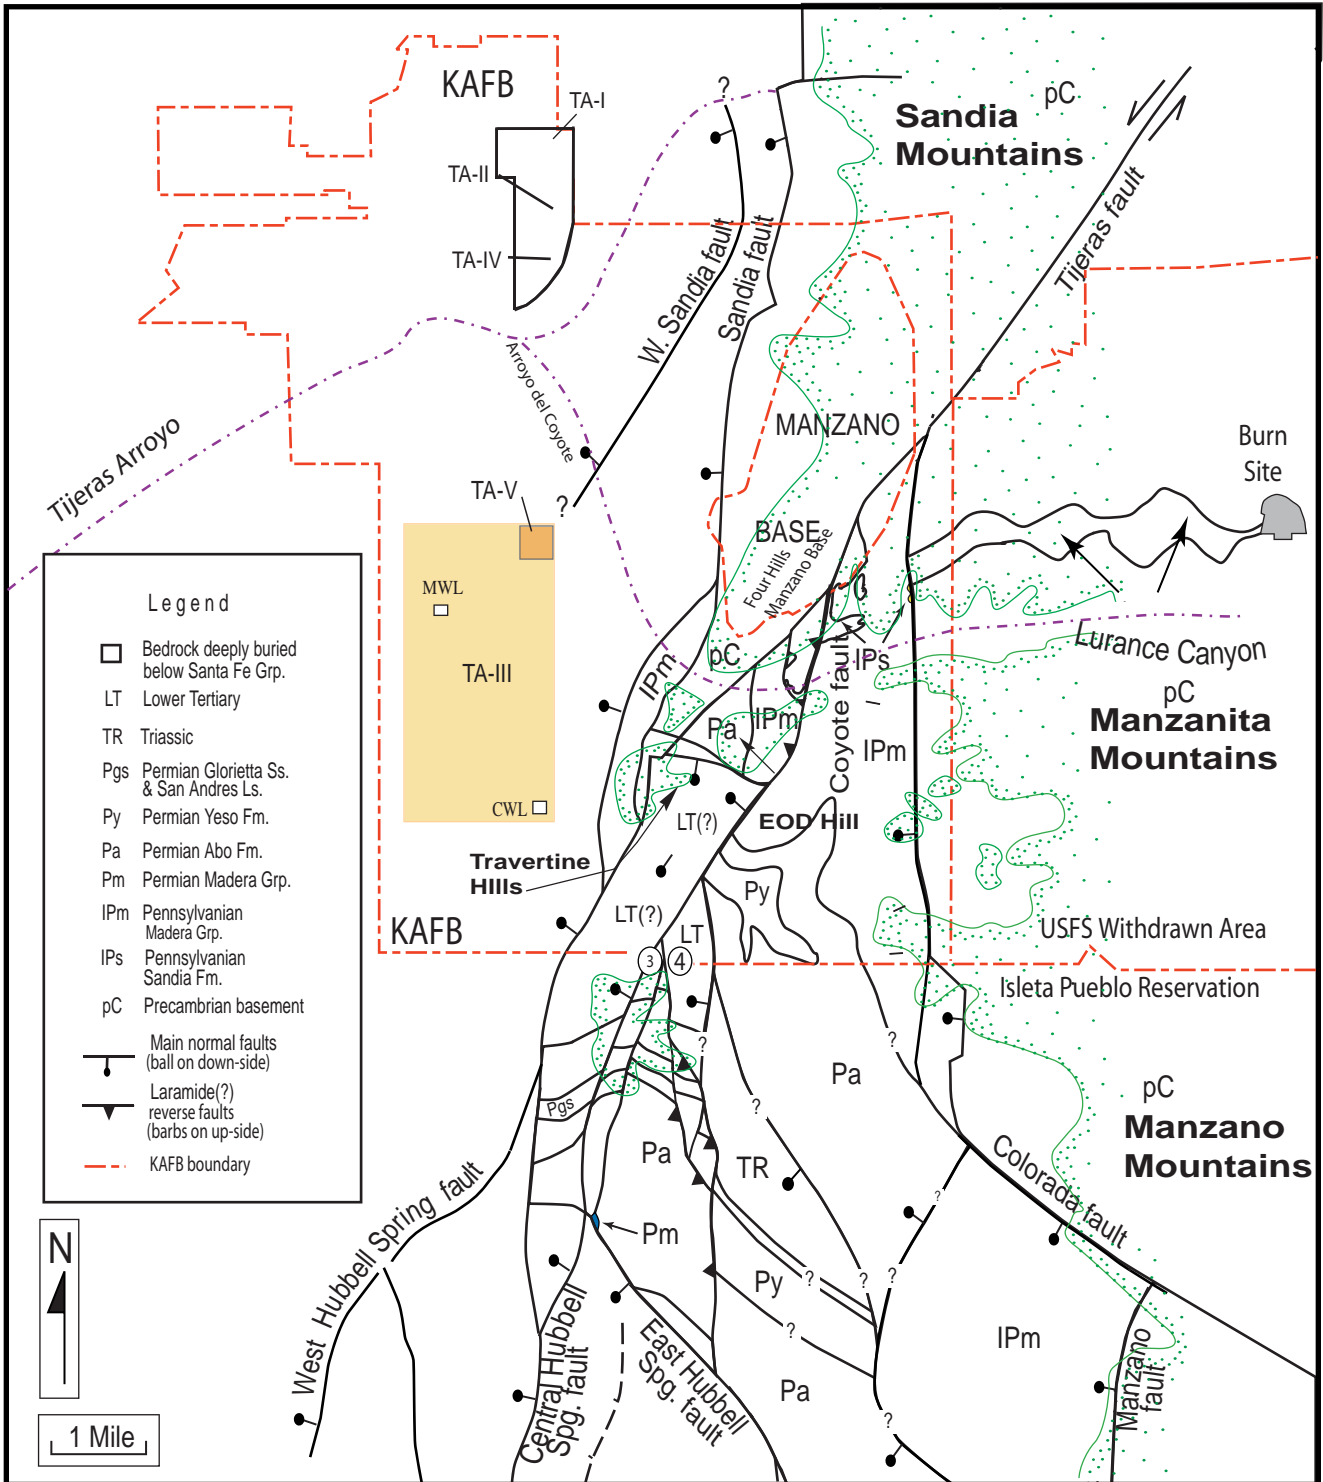 KAFB
TA-I
TA-II
TA-IV
?
Sandia
Mountains
pC
Tijeras fault
W. Sandia fault
Sandia fault
Arroyo del Coyote
Tijeras Arroyo
MANZANO
BASE
Four Hills
Manzano Base
Burn
Site
?
TA-V
MWL
TA-III
CWL
Legend
Bedrock deeply buried
below Santa Fe Grp.
LT Lower Tertiary
TR Triassic
Pgs Permian Glorietta Ss.
& San Andres Ls.
Py Permian Yeso Fm.
Pa Permian Abo Fm.
Pm Permian Madera Grp.
IPm Pennsylvanian
Madera Grp.
IPs Pennsylvanian
Sandia Fm.
pC Precambrian basement
Main normal faults
(ball on down-side)
Laramide(?)
reverse faults
(barbs on up-side)
KAFB boundary
Lurance Canyon
pC
Manzanita
Mountains
IPm
pC
IPs
Coyote fault
Pa
IPm
IPm
LT(?)
EOD Hill
Travertine
HIlls
Py
LT(?)
LT
KAFB
3
4
USFS Withdrawn Area
Isleta Pueblo Reservation
?
?
Pa
pC
Manzano
Mountains
Pgs
?
Pa
TR
Colorada fault
West Hubbell Spring fault
?
Pm
Py
?
?
?
?
IPm
Central Hubbell
Spg. fault
East Hubbell
Spg. fault
Pa
Manzano
fault
?
N
1 Mile